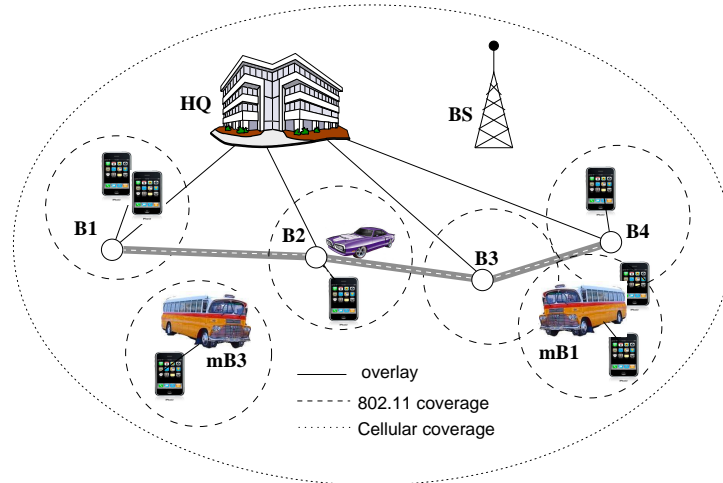 HQ
BS
B1
B2
B3
B4
mB3
mB1
overlay
802.11 coverage
Cellular coverage